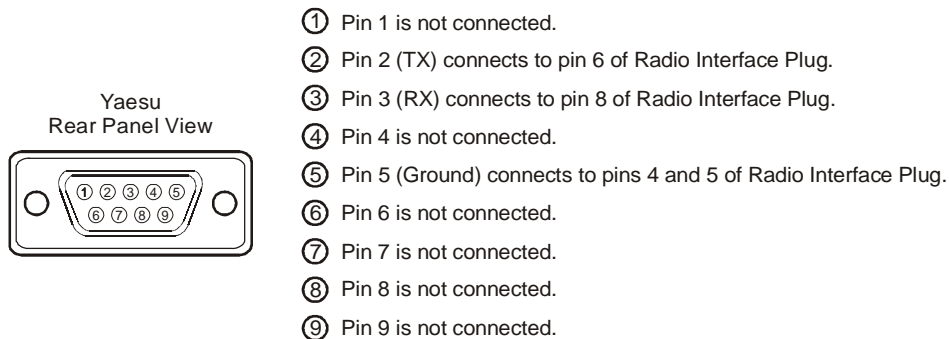 Yaesu
Rear Panel View
1 2 3 4 5
6 7 8 9
① Pin 1 is not connected.
② Pin 2 (TX) connects to pin 6 of Radio Interface Plug.
③ Pin 3 (RX) connects to pin 8 of Radio Interface Plug.
④ Pin 4 is not connected.
⑤ Pin 5 (Ground) connects to pins 4 and 5 of Radio Interface Plug.
⑥ Pin 6 is not connected.
⑦ Pin 7 is not connected.
⑧ Pin 8 is not connected.
⑨ Pin 9 is not connected.